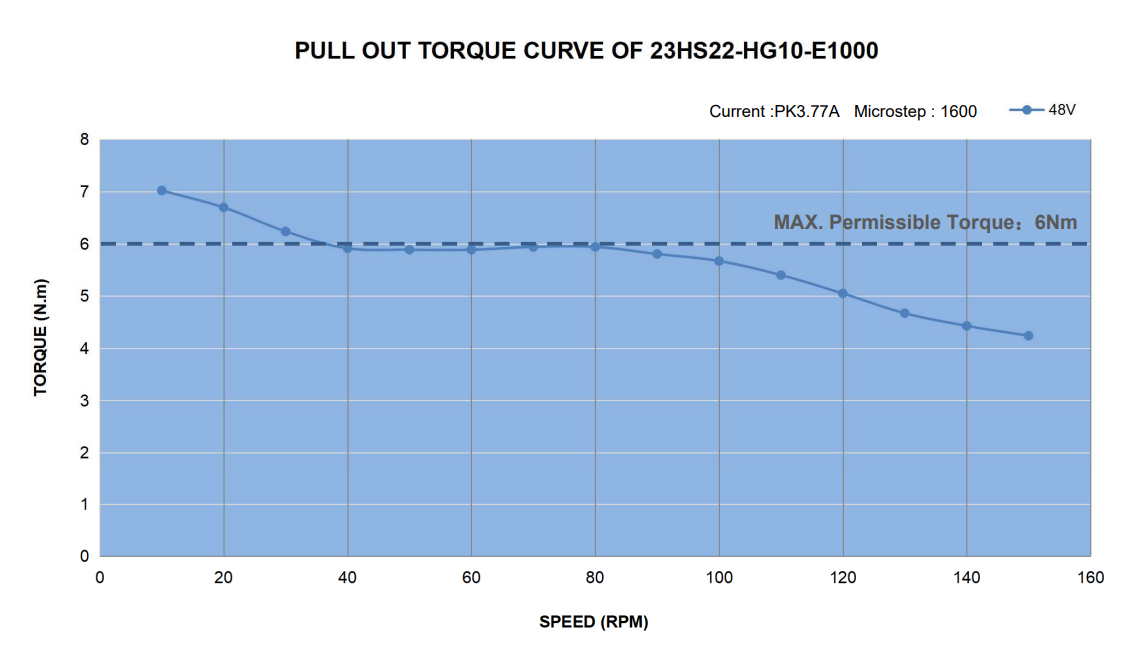 PULL OUT TORQUE CURVE OF 23HS22-HG10-E1000
Current :PK3.77A Microstep : 1600 48V
8
7
MAX. Permissible Torque：6Nm
6
5
4
3
2
1
0
TORQUE (N.m)
0 20 40 60 80 100 120 140 160
SPEED (RPM)